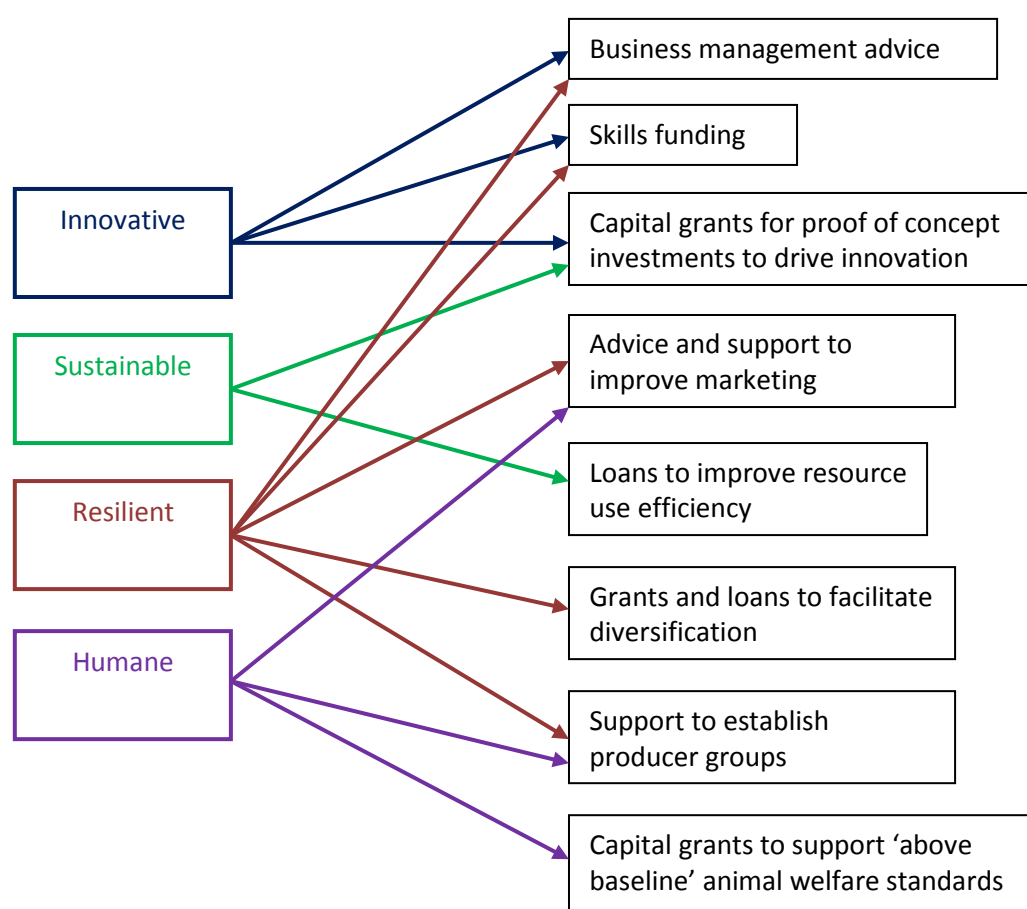 Innovative
Sustainable
Resilient
Humane
Business management advice
Skills funding
Capital grants for proof of concept
investments to drive innovation
Advice and support to
improve marketing
Loans to improve resource
use efficiency
Grants and loans to facilitate
diversification
Support to establish
producer groups
Capital grants to support ‘above
baseline’ animal welfare standards